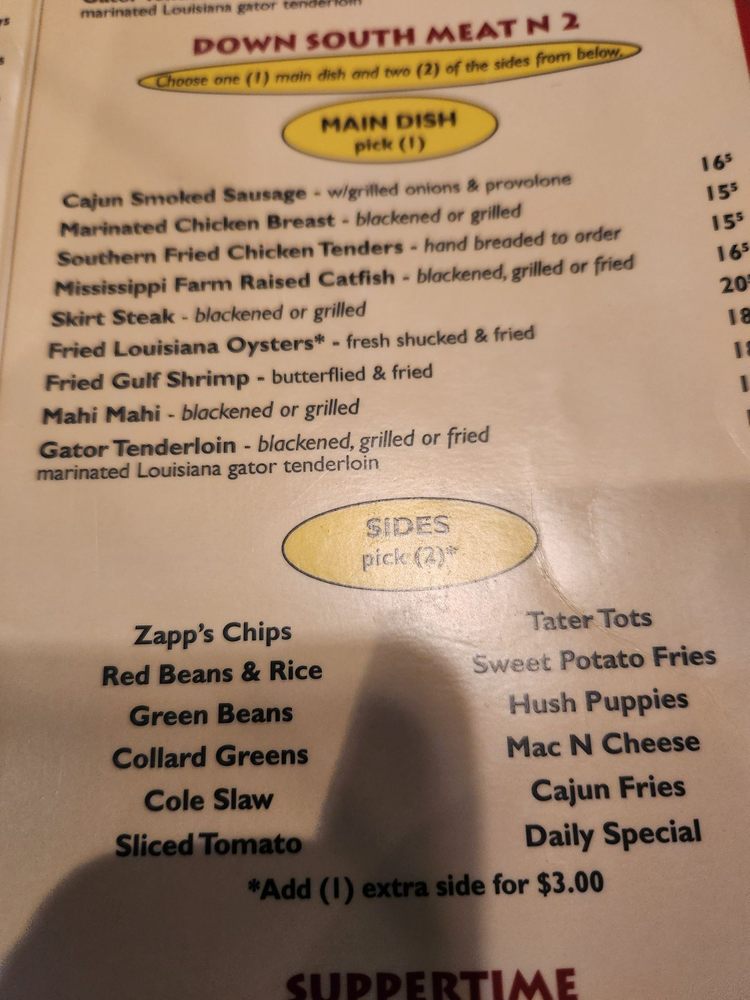 marinated Louisiana gator tenderloin
DOWN SOUTH MEAT N 2
Choose one (1) main dish and two (2) of the sides from below.
MAIN DISH
pick (1)
Cajun Smoked Sausage - w/grilled onions & provolone 16⁵
Marinated Chicken Breast - blackened or grilled 15⁵
Southern Fried Chicken Tenders - hand breaded to order 15⁵
Mississippi Farm Raised Catfish - blackened, grilled or fried 16⁵
Skirt Steak - blackened or grilled 20⁵
Fried Louisiana Oysters* - fresh shucked & fried 18
Fried Gulf Shrimp - butterflied & fried
Mahi Mahi - blackened or grilled
Gator Tenderloin - blackened, grilled or fried
marinated Louisiana gator tenderloin
SIDES
pick (2)*
Zapp's Chips
Red Beans & Rice
Green Beans
Collard Greens
Cole Slaw
Sliced Tomato
Tater Tots
Sweet Potato Fries
Hush Puppies
Mac N Cheese
Cajun Fries
Daily Special
*Add (1) extra side for $3.00
SUPPERTIME